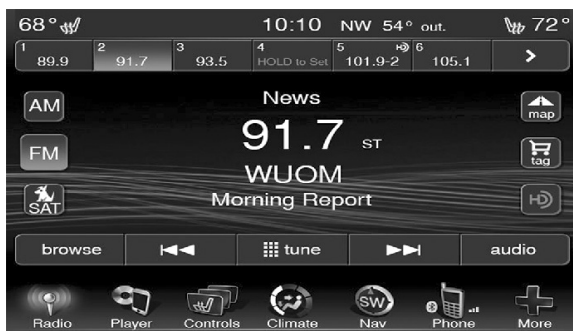 68° 10:10 NW 54° out. 72°
1 89.9 2 91.7 3 93.5 4 HOLD to Set 5 101.9-2 HD 6 105.1 >
AM
News
map
FM
91.7 ST
tag
WUOM
SAT
Morning Report
HD
browse tune audio
Radio Player Controls Climate SW Nav Phone More